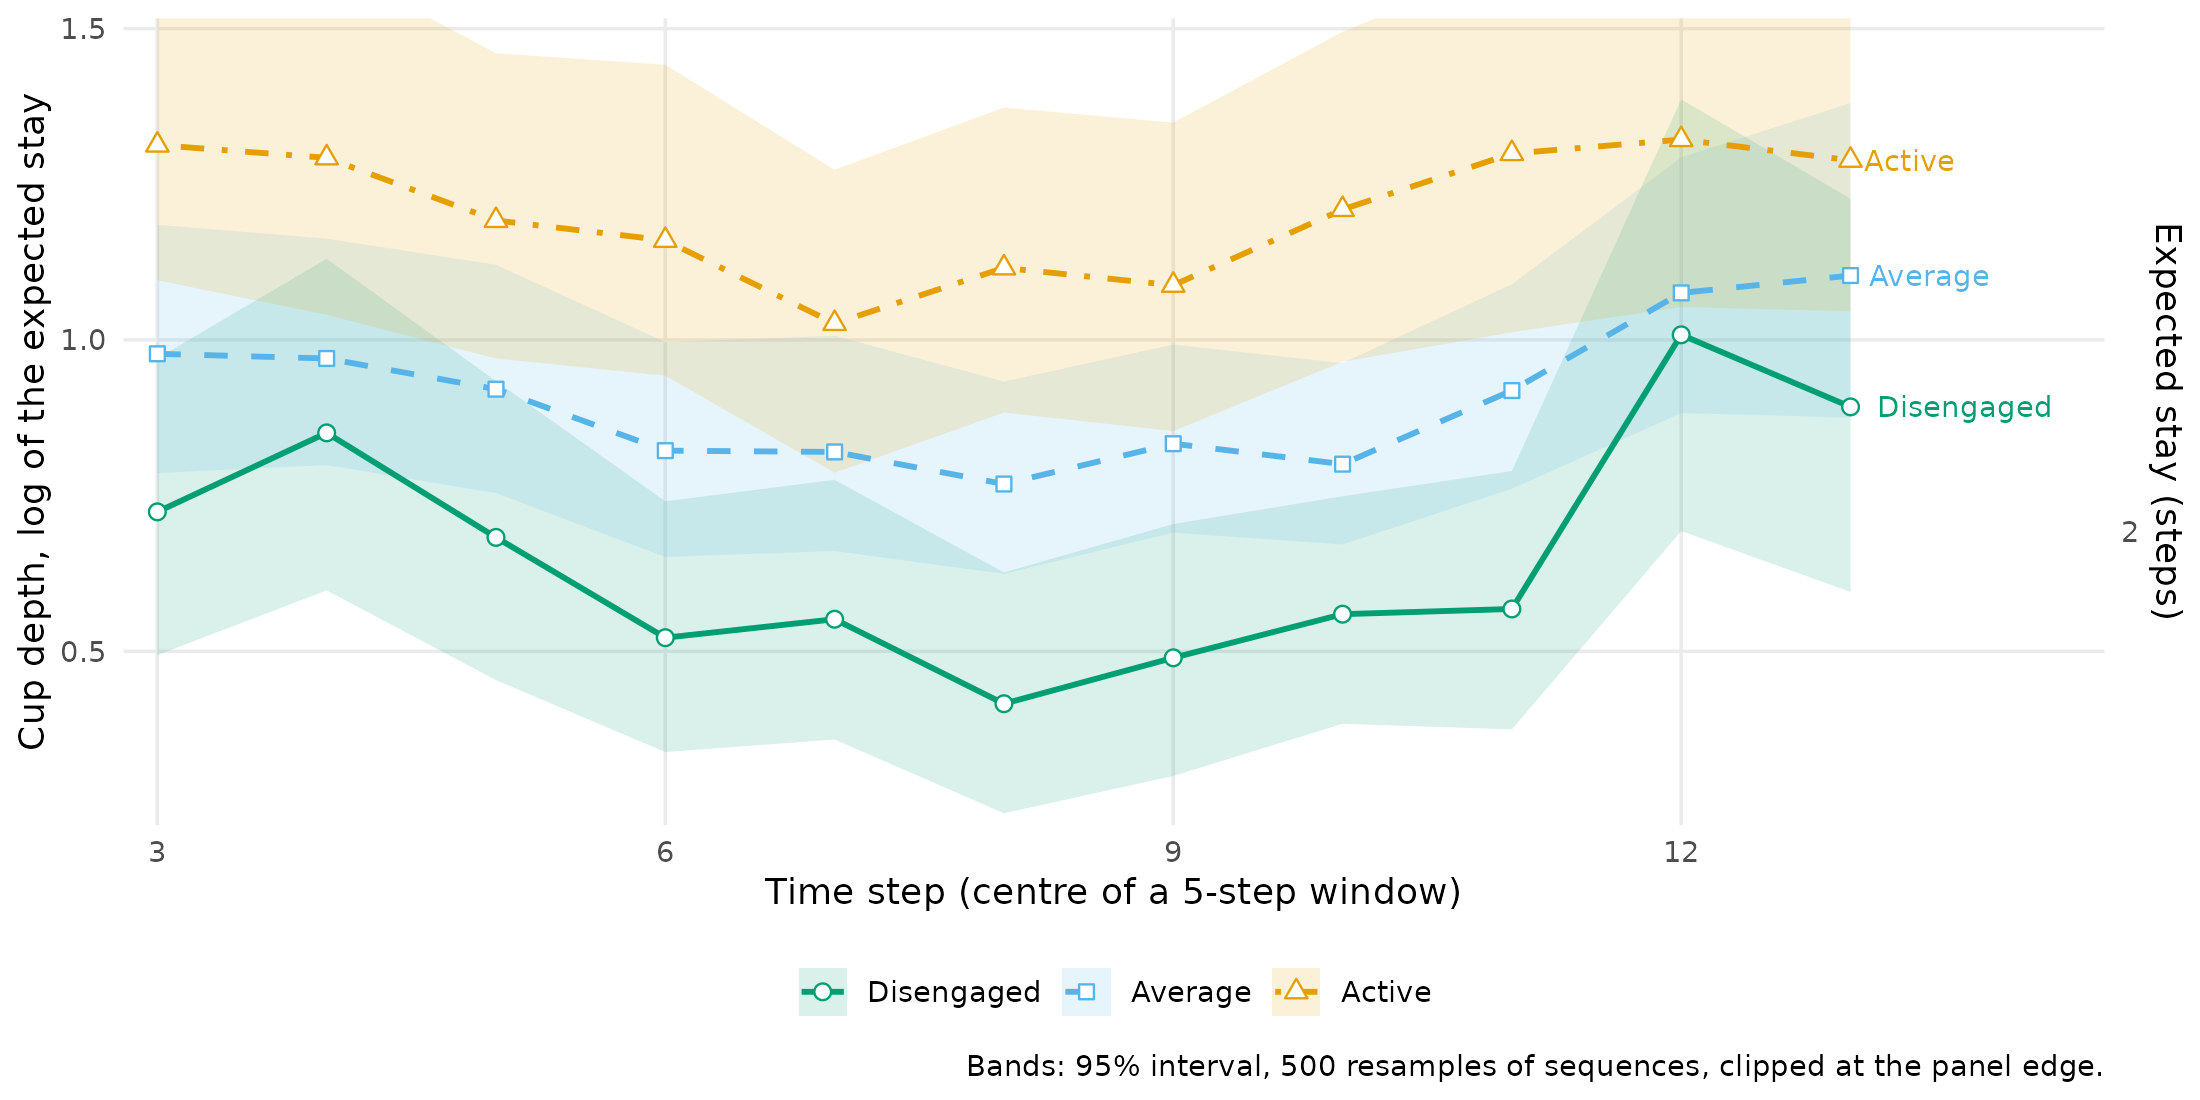 1.5
1.0
0.5
Cup depth, log of the expected stay
Active
Average
Disengaged
2
Expected stay (steps)
3 6 9 12
Time step (centre of a 5-step window)
Disengaged Average Active
Bands: 95% interval, 500 resamples of sequences, clipped at the panel edge.